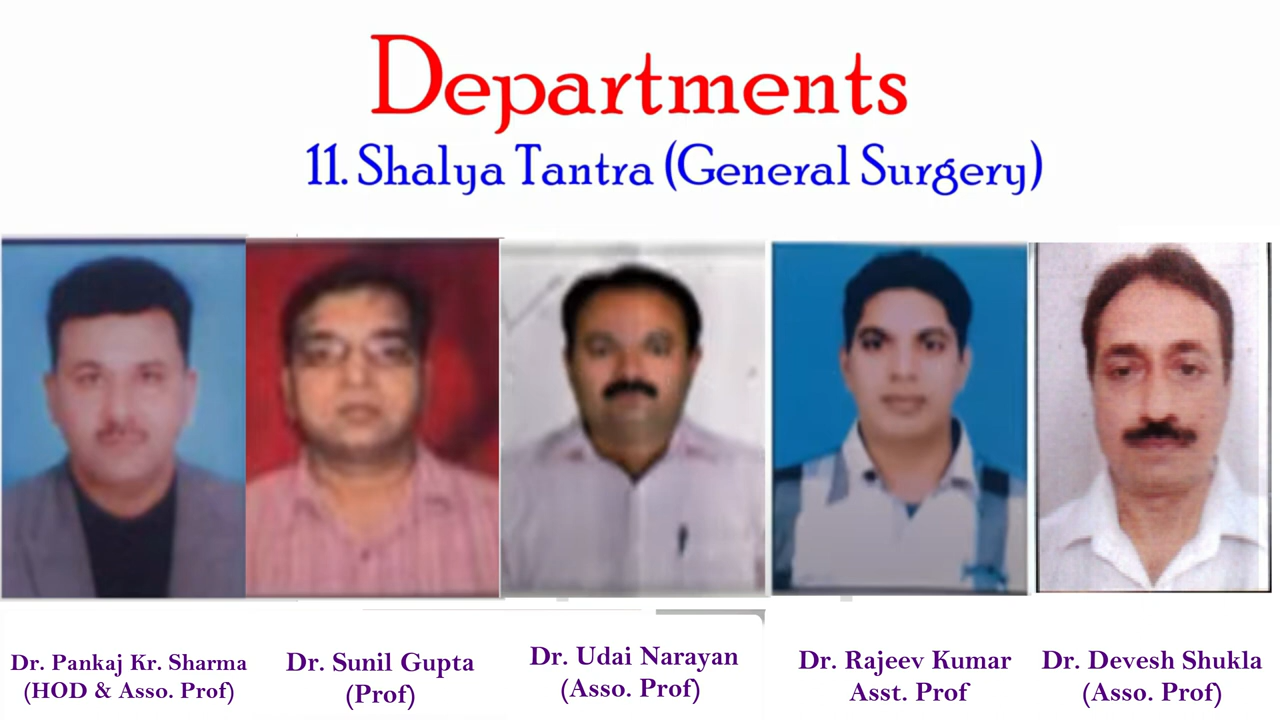 Departments
11. Shalya Tantra (General Surgery)
Dr. Pankaj Kr. Sharma
(HOD & Asso. Prof)
Dr. Sunil Gupta
(Prof)
Dr. Udai Narayan
(Asso. Prof)
Dr. Rajeev Kumar
Asst. Prof
Dr. Devesh Shukla
(Asso. Prof)